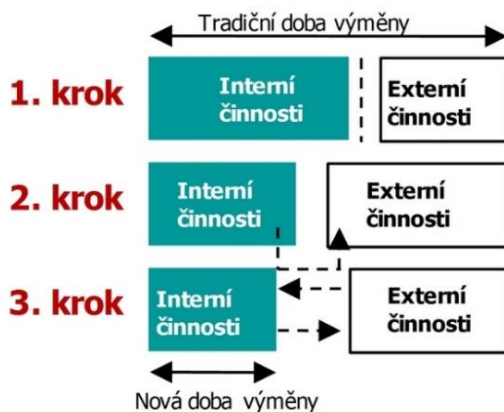 Tradiční doba výměny
1. krok
Interní
činnosti
Externí
činnosti
2. krok
Interní
činnosti
Externí
činnosti
3. krok
Interní
činnosti
Externí
činnosti
Nová doba výměny